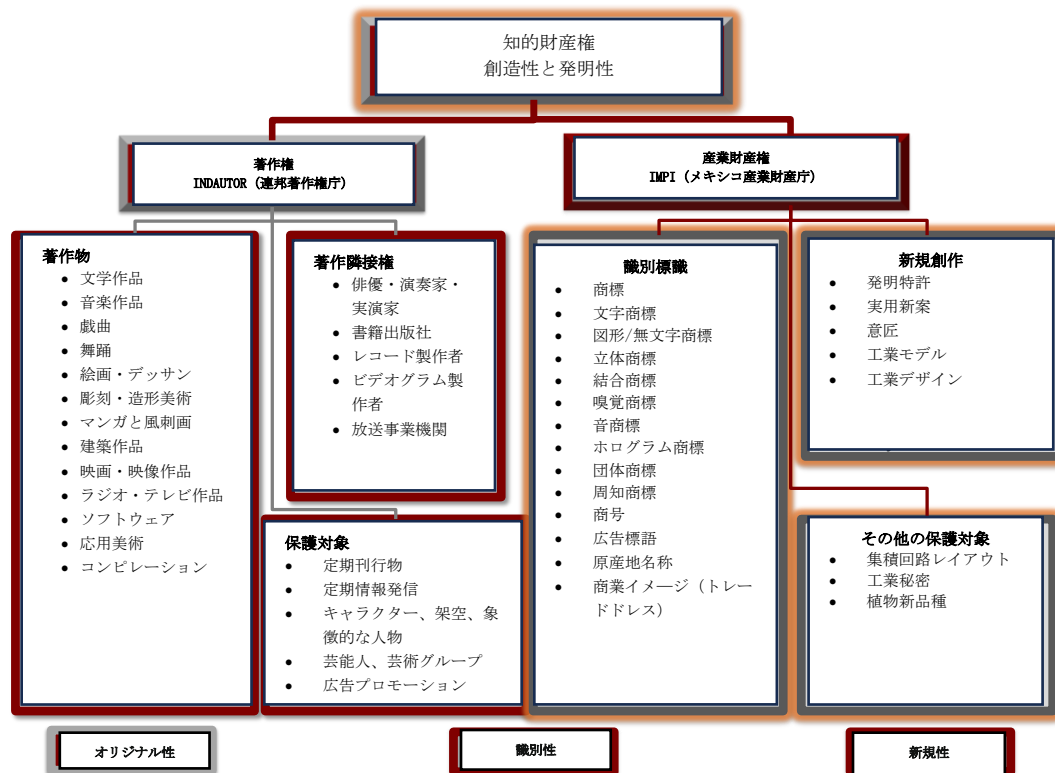 知的財産権
創造性と発明性
著作権
INDAUTOR (連邦著作権庁)
産業財産権
IMPI (メキシコ産業財産庁)
著作物
• 文学作品
• 音楽作品
• 戯曲
• 舞踊
• 絵画・デッサン
• 彫刻・造形美術
• マンガと風刺画
• 建築作品
• 映画・映像作品
• ラジオ・テレビ作品
• ソフトウェア
• 応用美術
• コンピレーション
著作隣接権
• 俳優・演奏家・
実演家
• 書籍出版社
• レコード製作者
• ビデオグラム製
作者
• 放送事業機関
保護対象
• 定期刊行物
• 定期情報発信
• キャラクター、架空、象
徴的な人物
• 芸能人、芸術グループ
• 広告プロモーション
識別標識
• 商標
• 文字商標
• 図形/無文字商標
• 立体商標
• 結合商標
• 嗅覚商標
• 音商標
• ホログラム商標
• 団体商標
• 周知商標
• 商号
• 広告標語
• 原産地名称
• 商業イメージ（トレー
ドドレス）
新規創作
• 発明特許
• 実用新案
• 意匠
• 工業モデル
• 工業デザイン
その他の保護対象
• 集積回路レイアウト
• 工業秘密
• 植物新品種
オリジナル性
識別性
新規性